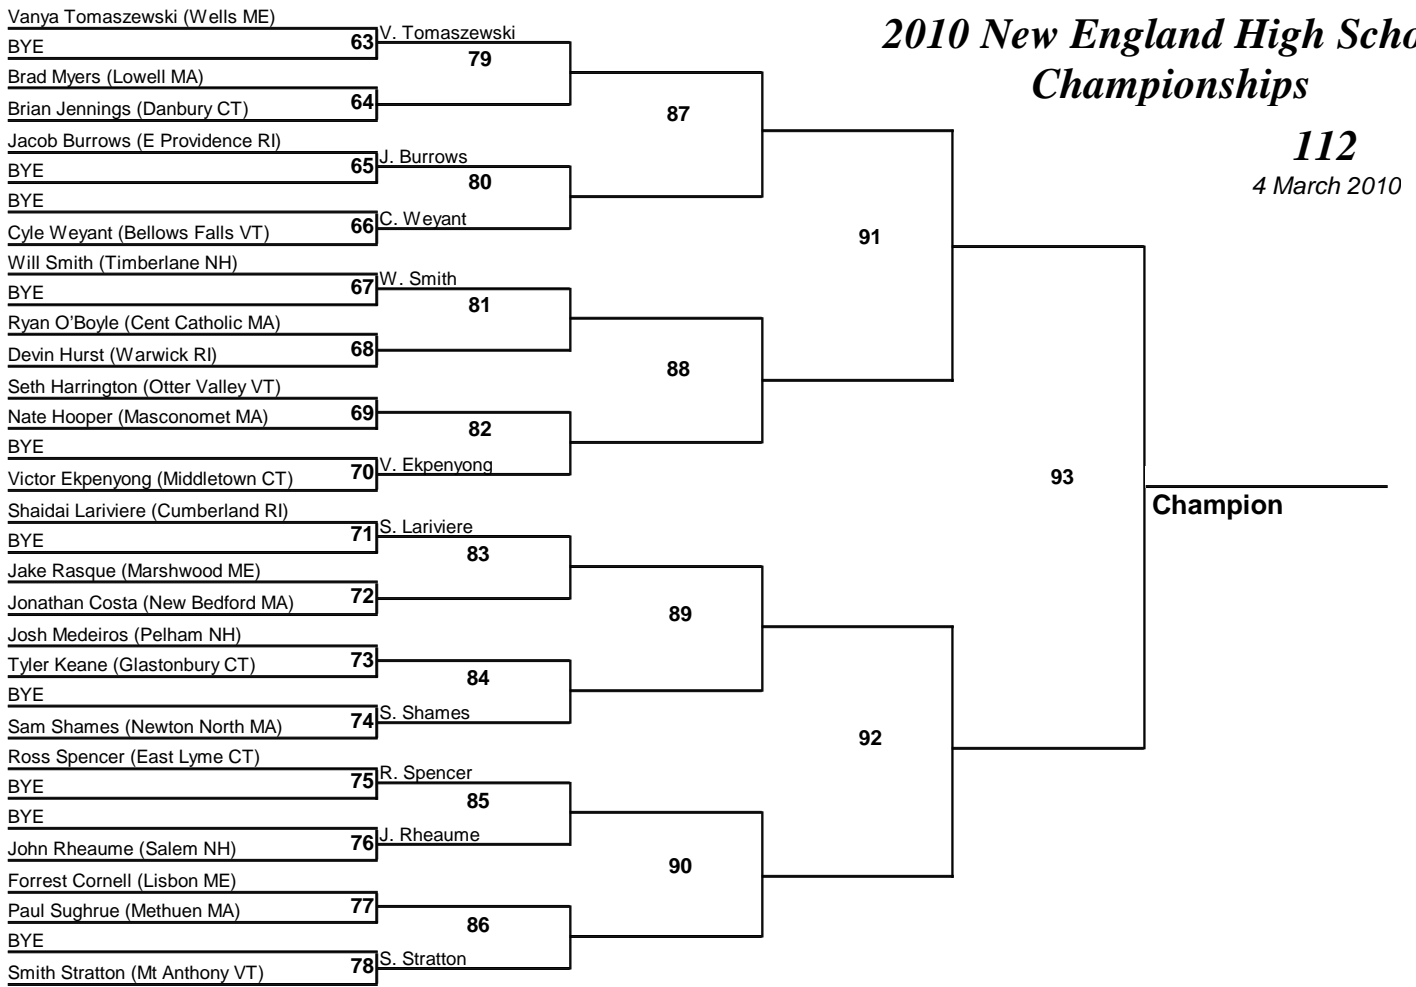 2010 New England High Scho
Championships
112
4 March 2010
Vanya Tomaszewski (Wells ME)
BYE
63
V. Tomaszewski
79
Brad Myers (Lowell MA)
Brian Jennings (Danbury CT)
64
87
Jacob Burrows (E Providence RI)
BYE
65
J. Burrows
80
BYE
Cyle Weyant (Bellows Falls VT)
66
C. Weyant
91
Will Smith (Timberlane NH)
BYE
67
W. Smith
81
Ryan O'Boyle (Cent Catholic MA)
Devin Hurst (Warwick RI)
68
88
Seth Harrington (Otter Valley VT)
Nate Hooper (Masconomet MA)
69
82
BYE
Victor Ekpenyong (Middletown CT)
70
V. Ekpenyong
93
Champion
Shaidai Lariviere (Cumberland RI)
BYE
71
S. Lariviere
83
Jake Rasque (Marshwood ME)
Jonathan Costa (New Bedford MA)
72
89
Josh Medeiros (Pelham NH)
Tyler Keane (Glastonbury CT)
73
84
BYE
Sam Shames (Newton North MA)
74
S. Shames
92
Ross Spencer (East Lyme CT)
BYE
75
R. Spencer
85
BYE
John Rheaume (Salem NH)
76
J. Rheaume
90
Forrest Cornell (Lisbon ME)
Paul Sughrue (Methuen MA)
77
86
BYE
Smith Stratton (Mt Anthony VT)
78
S. Stratton